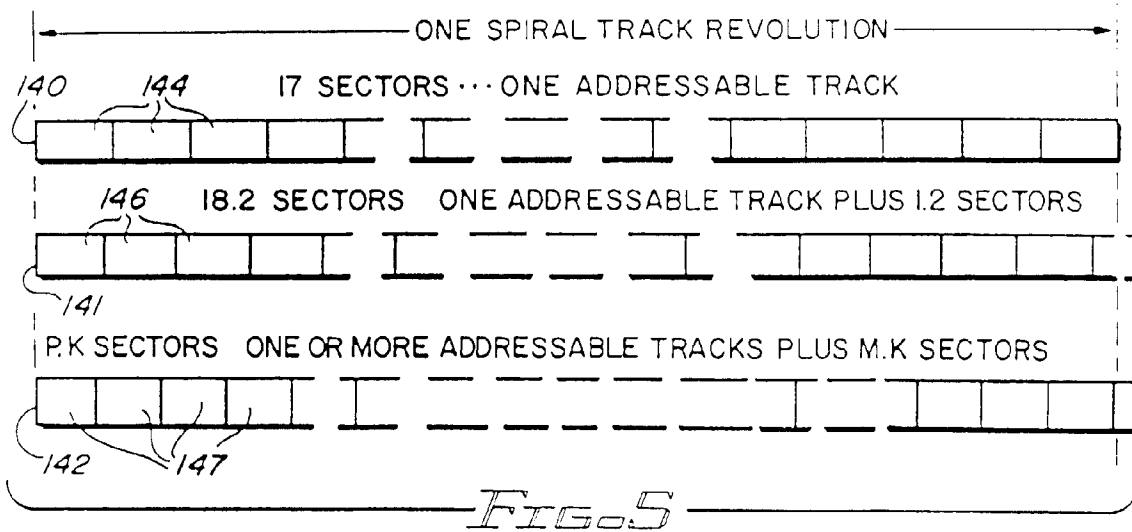 ONE SPIRAL TRACK REVOLUTION
140 144 17 SECTORS ··· ONE ADDRESSABLE TRACK
146 18.2 SECTORS ONE ADDRESSABLE TRACK PLUS 1.2 SECTORS
141
P.K SECTORS ONE OR MORE ADDRESSABLE TRACKS PLUS M.K SECTORS
142 147
FIG. 5